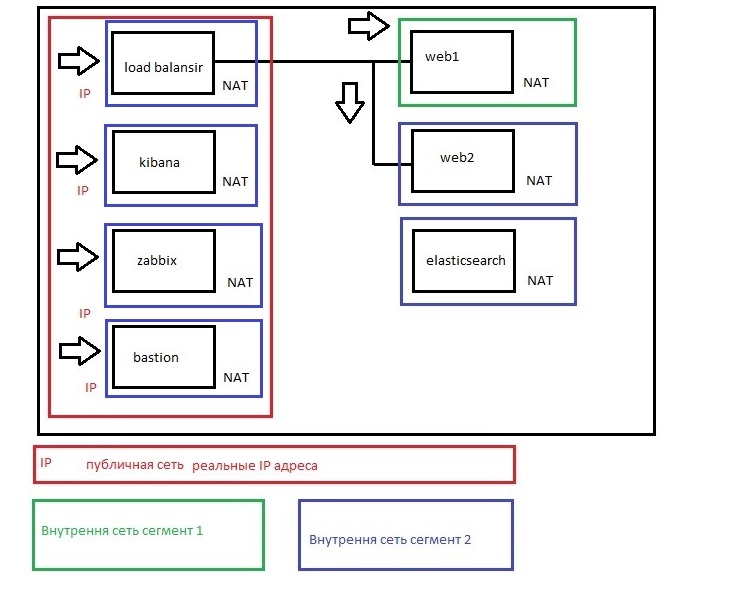 load balansir
NAT
IP
web1
NAT
kibana
NAT
IP
web2
NAT
zabbix
NAT
IP
elasticsearch
NAT
bastion
NAT
IP
IP публичная сеть реальные IP адреса
Внутрення сеть сегмент 1
Внутрення сеть сегмент 2